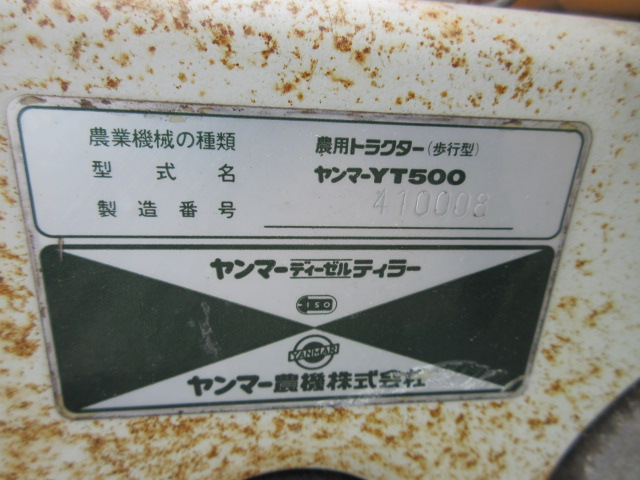 農業機械の種類 農用トラクター(歩行型)
型式名 ヤンマーYT500
製造番号 410008
ヤンマーディーゼルティラー
ISO
YANMAR
ヤンマー農機株式会社